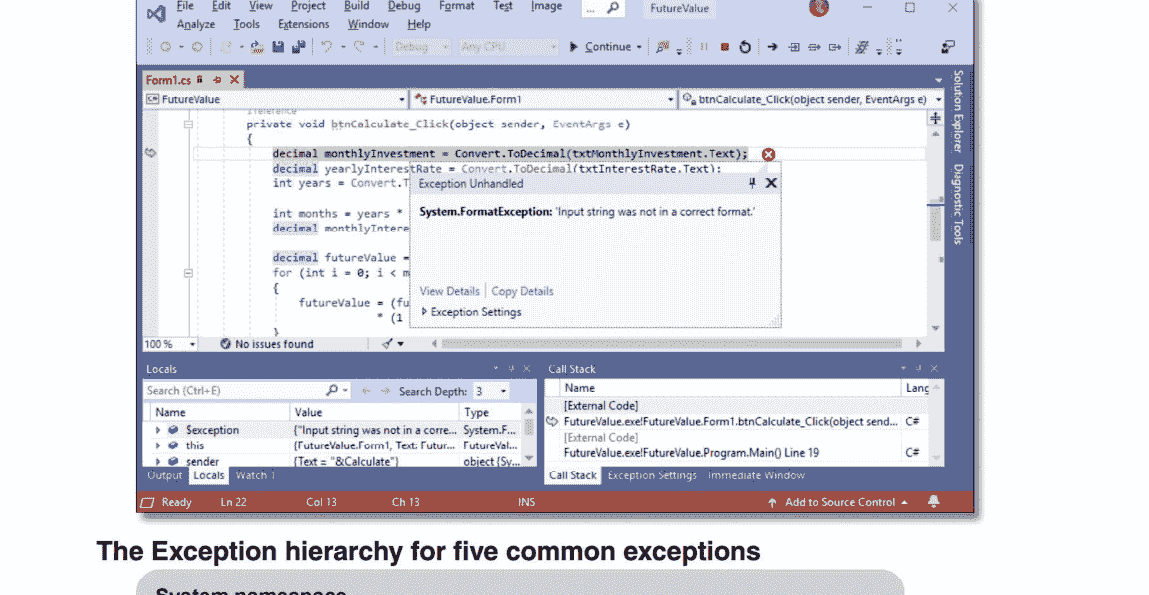 File Edit View Project Build Debug Format Test Image ... FutureValue
Analyze Tools Extensions Window Help
Debug Any CPU Continue
Form1.cs
FutureValue FutureValue.Form1 btnCalculate_Click(object sender, EventArgs e)
1 reference
private void btnCalculate_Click(object sender, EventArgs e)
{
decimal monthlyInvestment = Convert.ToDecimal(txtMonthlyInvestment.Text);
decimal yearlyInterestRate = Convert.ToDecimal(txtInterestRate.Text);
int years = Convert.T
Exception Unhandled
System.FormatException: 'Input string was not in a correct format.'
int months = years *
decimal monthlyIntere
decimal futureValue =
for (int i = 0; i < m
{
futureValue = (fu
* (1
}
View Details | Copy Details
Exception Settings
100 % No issues found
Solution Explorer
Diagnostic Tools
Locals
Search (Ctrl+E) Search Depth: 3
Name Value Type
$exception {"Input string was not in a corre... System.F...
this {FutureValue.Form1, Text: Futur... FutureVal...
sender {Text = "&Calculate"} object {Sy...
Output Locals Watch 1
Call Stack
Name Lang
[External Code]
FutureValue.exe!FutureValue.Form1.btnCalculate_Click(object send... C#
[External Code]
FutureValue.exe!FutureValue.Program.Main() Line 19 C#
Call Stack Exception Settings Immediate Window
Ready Ln 22 Col 13 Ch 13 INS Add to Source Control
The Exception hierarchy for five common exceptions
System namespace